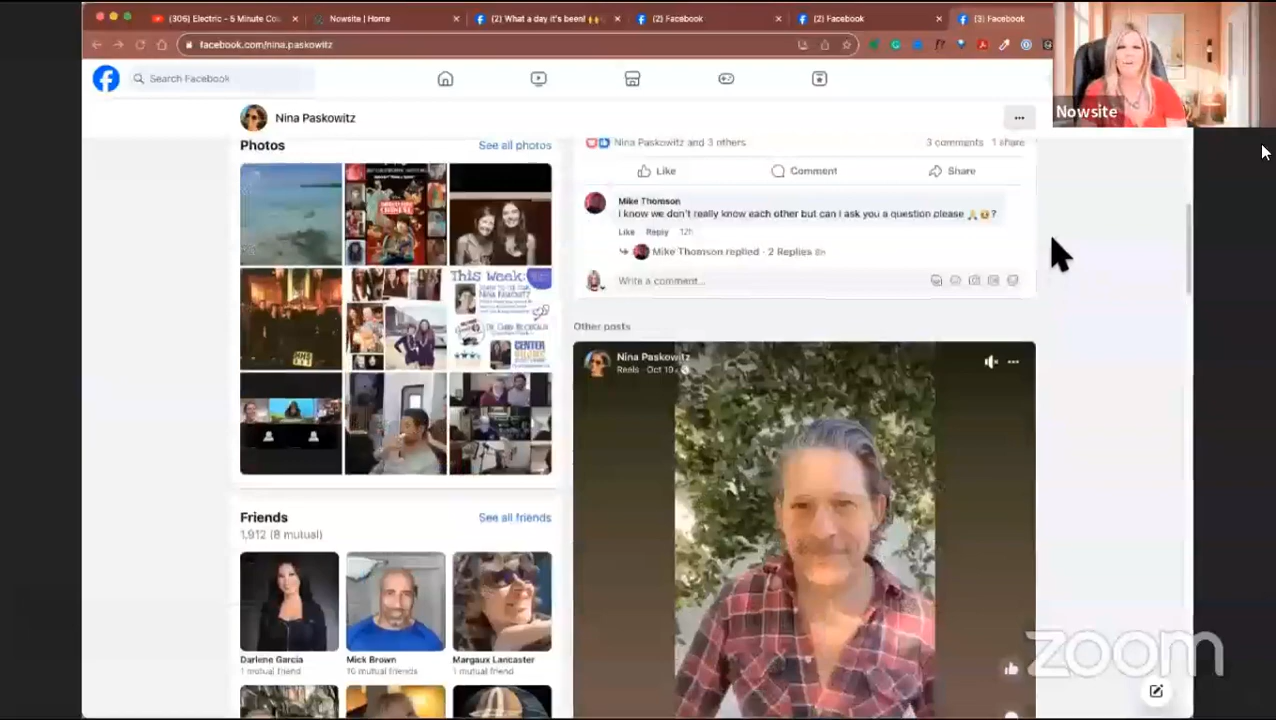 (306) Electric - 5 Minute Cou
Nowsite | Home
(2) What a day it's been! 🙌
(2) Facebook
(2) Facebook
(3) Facebook
facebook.com/nina.paskowitz
Search Facebook
Nowsite
Nina Paskowitz
Photos
See all photos
This Week:
CENTER
Nina Paskowitz and 3 others
3 comments 1 share
Like
Comment
Share
Mike Thomson
i know we don't really know each other but can i ask you a question please 🙏😊?
Like Reply 12h
Mike Thomson replied · 2 Replies 8h
Write a comment...
Other posts
Nina Paskowitz
Reels · Oct 10 ·
Friends
See all friends
1,912 (8 mutual)
Darlene Garcia
1 mutual friend
Mick Brown
10 mutual friends
Margaux Lancaster
1 mutual friend
zoom